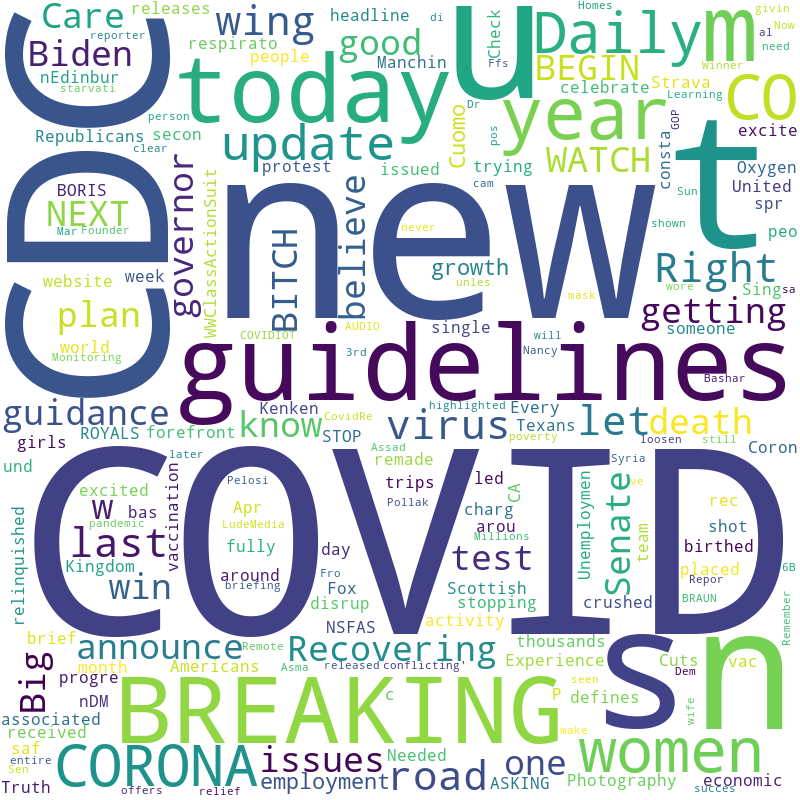 releases
Care
wing
headline
di
Homes
givin
Check
Now
reporter
Biden
respirato
good
Daily
m
u
al
need
nEdinbur
people
Manchin
BEGIN
Winner
starvati
today
Ffs
Strava
CO
celebrate
Learning
CDC
person
Dr
year
GOP
Republicans
secon
update
Cuomo
pos
excite
clear
protest
issued
trying
WATCH
consta
t
Oxygen
BORIS
governor
WWClassActionSuit
believe
new
cam
Sun
United
NEXT
spr
Mar
Founder
BITCH
never
shown
peo
website
week
growth
Right
unles
plan
mask
wore
Sing
sa
getting
world
COVIDIOT
AUDIO
single
will
someone
Monitoring
3rd
Nancy
guidelines
Bashar
guidance
Kenken
CovidRe
highlighted
Every
let
death
ROYALS
forefront
know
STOP
virus
Texans
girls
poverty
loosen
still
Coron
later
Assad
Syria
und
remade
excited
vaccination
Pelosi
trips
led
CA
Unemploymen
Senate
ve
relinquished
W
bas
Apr
Pollak
charg
team
rec
pandemic
LudeMedia
COVID
arou
shot
last
fully
day
Millions
birthed
Kingdom
around
test
placed
6B
briefing
Fro
Repor
win
Fox
Scottish
disrup
stopping
crushed
BRAUN
Remember
brief
NSFAS
activity
s
n
announce
Recovering
thousands
Remote
Big
month
Americans
Asma
released
conflicting'
Experience
Cuts
vac
progre
seen
Dem
nDM
BREAKING
c
P
defines
wife
associated
received
make
saf
CORONA
issues
Needed
one
women
entire
Sen
employment
road
ASKING
Photography
economic
Truth
offers
relief
succes